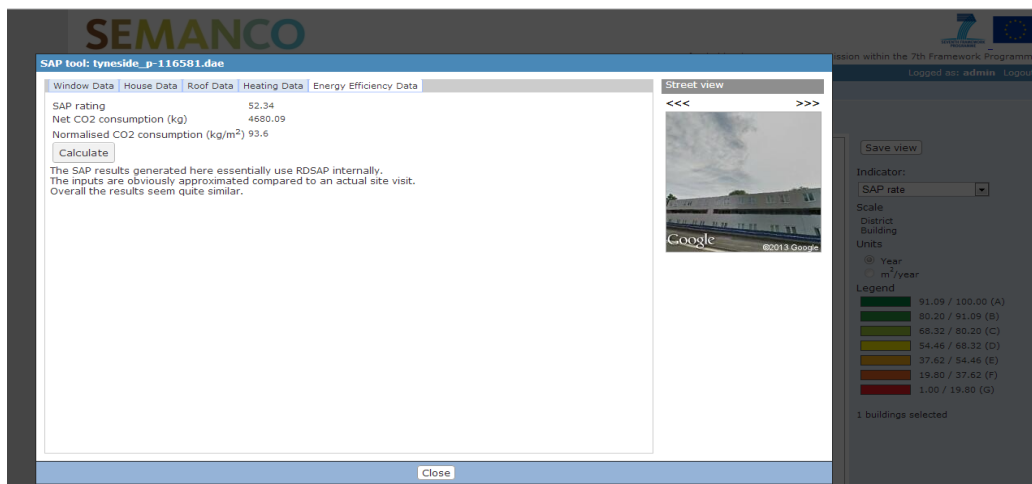 SEMANCO
7
SEVENTH FRAMEWORK
PROGRAMME
ission within the 7th Framework Programm
Logged as: admin Logou
SAP tool: tyneside_p-116581.dae
Window Data House Data Roof Data Heating Data Energy Efficiency Data
SAP rating 52.34
Net CO2 consumption (kg) 4680.09
Normalised CO2 consumption (kg/m²) 93.6
Calculate
The SAP results generated here essentially use RDSAP internally.
The inputs are obviously approximated compared to an actual site visit.
Overall the results seem quite similar.
Street view
<<< >>>
Google
©2013 Google
Save view
Indicator:
SAP rate
Scale
District
Building
Units
Year
m²/year
Legend
91.09 / 100.00 (A)
80.20 / 91.09 (B)
68.32 / 80.20 (C)
54.46 / 68.32 (D)
37.62 / 54.46 (E)
19.80 / 37.62 (F)
1.00 / 19.80 (G)
1 buildings selected
Close